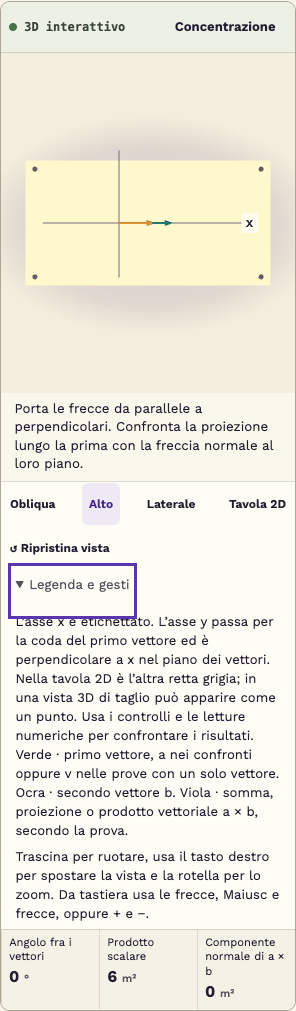 3D interattivo
Concentrazione
x
Porta le frecce da parallele a
perpendicolari. Confronta la proiezione
lungo la prima con la freccia normale al
loro piano.
Obliqua Alto Laterale Tavola 2D
↺ Ripristina vista
▼ Legenda e gesti
L’asse x è etichettato. L’asse y passa per
la coda del primo vettore ed è
perpendicolare a x nel piano dei vettori.
Nella tavola 2D è l’altra retta grigia; in
una vista 3D di taglio può apparire come
un punto. Usa i controlli e le letture
numeriche per confrontare i risultati.
Verde · primo vettore, a nei confronti
oppure v nelle prove con un solo vettore.
Ocra · secondo vettore b. Viola · somma,
proiezione o prodotto vettoriale a × b,
secondo la prova.
Trascina per ruotare, usa il tasto destro
per spostare la vista e la rotella per lo
zoom. Da tastiera usa le frecce, Maiusc e
frecce, oppure + e −.
Angolo fra i
vettori
0 °
Prodotto
scalare
6 m²
Componente
normale di a ×
b
0 m²